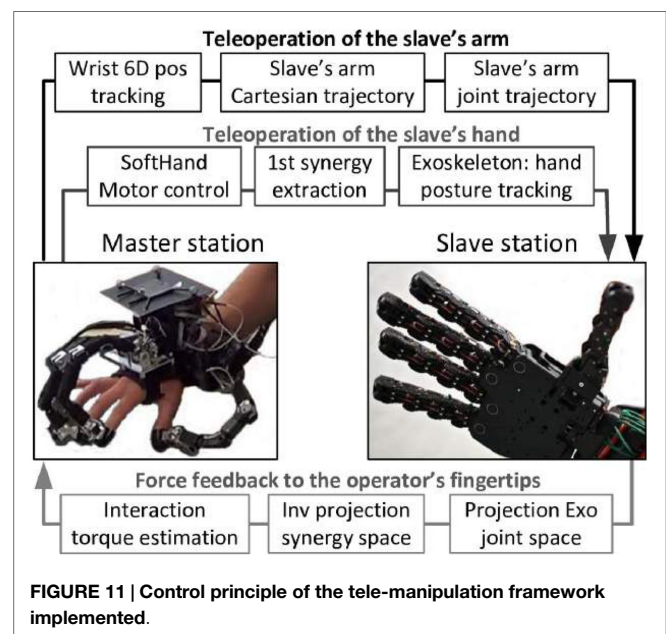 Teleoperation of the slave's arm
Wrist 6D pos
tracking
Slave's arm
Cartesian trajectory
Slave's arm
joint trajectory
Teleoperation of the slave's hand
SoftHand
Motor control
1st synergy
extraction
Exoskeleton: hand
posture tracking
Master station
Slave station
Force feedback to the operator's fingertips
Interaction
torque estimation
Inv projection
synergy space
Projection Exo
joint space
FIGURE 11 | Control principle of the tele-manipulation framework
implemented.